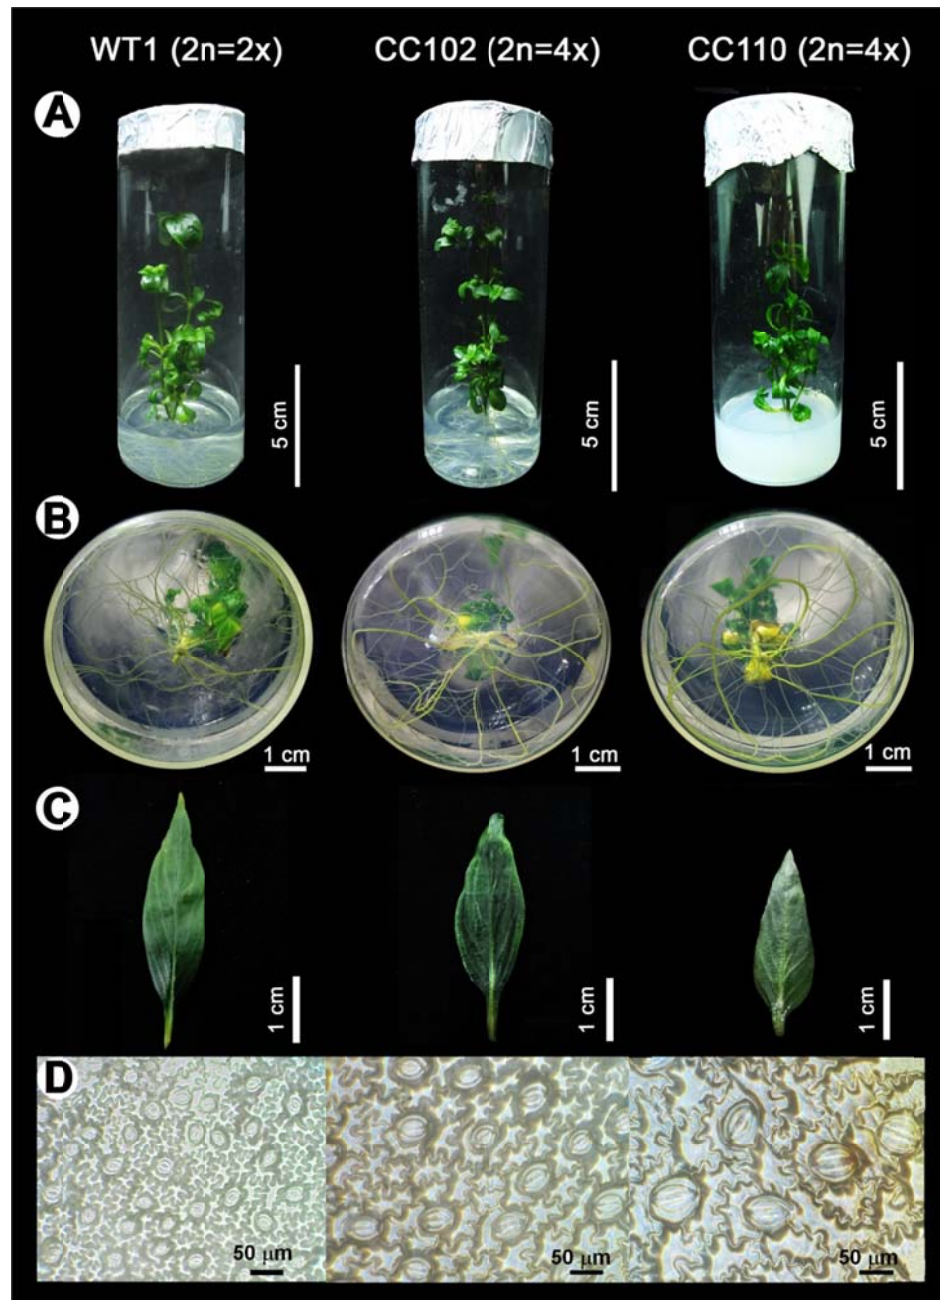 WT1 (2n=2x) CC102 (2n=4x) CC110 (2n=4x)
A
5 cm 5 cm 5 cm
B
1 cm 1 cm 1 cm
C
1 cm 1 cm 1 cm
D
50 µm 50 µm 50 µm